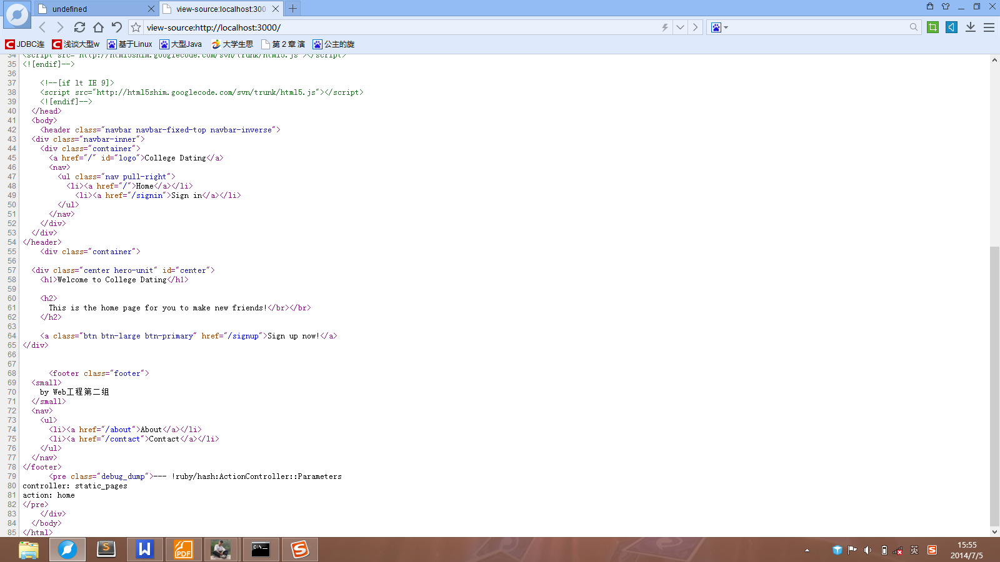 undefined
view-source:localhost:300
view-source:http://localhost:3000/
JDBC连
浅谈大型w
基于Linux
大型Java
大学生思
第 2 章 演
公主的旋
34 <script src="http://html5shim.googlecode.com/svn/trunk/html5.js"></script>
35 <![endif]-->
36
37 <!--[if lt IE 9]>
38 <script src="http://html5shim.googlecode.com/svn/trunk/html5.js"></script>
39 <![endif]-->
40 </head>
41 <body>
42 <header class="navbar navbar-fixed-top navbar-inverse">
43 <div class="navbar-inner">
44 <div class="container">
45 <a href="/" id="logo">College Dating</a>
46 <nav>
47 <ul class="nav pull-right">
48 <li><a href="/">Home</a></li>
49 <li><a href="/signin">Sign in</a></li>
50 </ul>
51 </nav>
52 </div>
53 </div>
54 </header>
55 <div class="container">
56
57 <div class="center hero-unit" id="center">
58 <h1>Welcome to College Dating</h1>
59
60 <h2>
61 This is the home page for you to make new friends!</br></br>
62 </h2>
63
64 <a class="btn btn-large btn-primary" href="/signup">Sign up now!</a>
65 </div>
66
67
68 <footer class="footer">
69 <small>
70 by Web工程第二组
71 </small>
72 <nav>
73 <ul>
74 <li><a href="/about">About</a></li>
75 <li><a href="/contact">Contact</a></li>
76 </ul>
77 </nav>
78 </footer>
79 <pre class="debug_dump">--- !ruby/hash:ActionController::Parameters
80 controller: static_pages
81 action: home
82 </pre>
83 </div>
84 </body>
85 </html>
S
W
PDF
C:\
S
英
S
15:55
2014/7/5